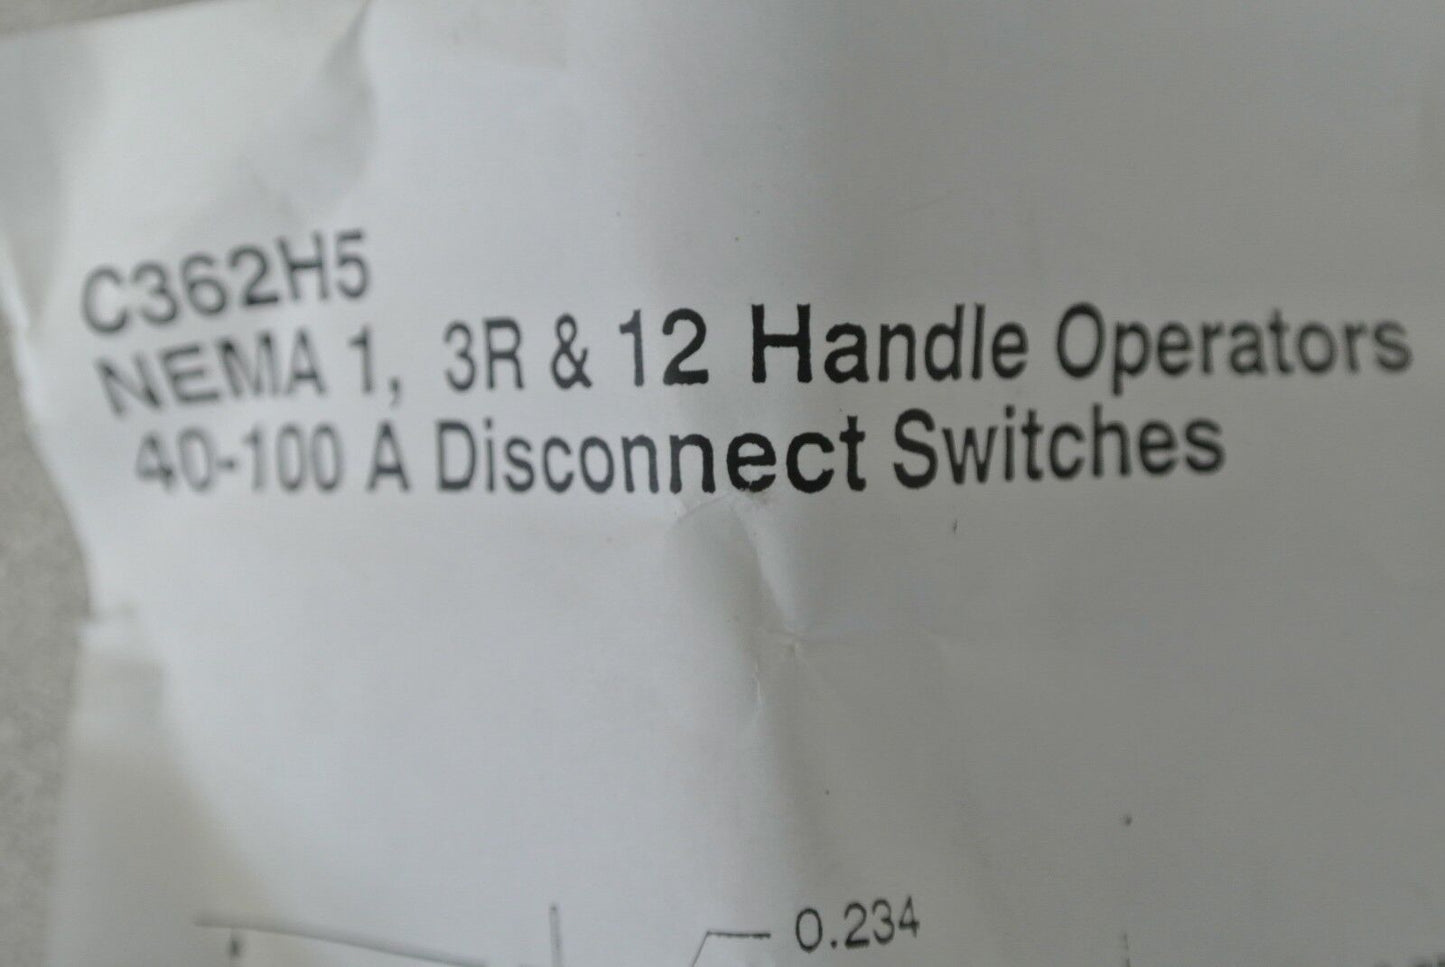 C362H5
NEMA 1, 3R & 12 Handle Operators
40-100 A Disconnect Switches
0.234